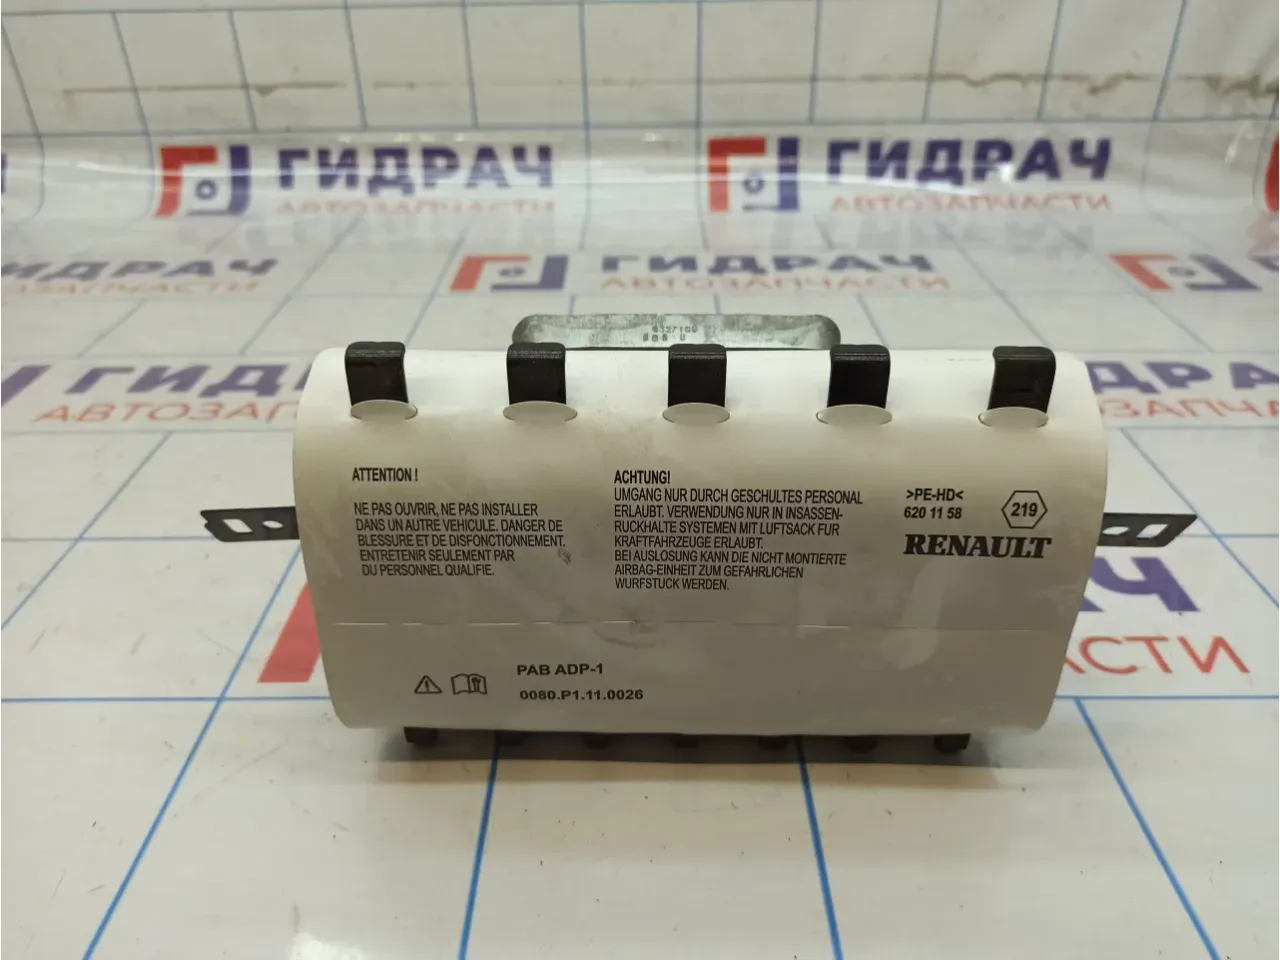 ГИДРАЧ
АВТОЗАПЧАСТИ
ГИДРАЧ
АВТОЗАПЧАСТИ
ГИДРАЧ
АВТОЗАПЧАСТИ
ГИДРАЧ
АВТОЗАПЧАСТИ
ATTENTION !
NE PAS OUVRIR, NE PAS INSTALLER
DANS UN AUTRE VEHICULE. DANGER DE
BLESSURE ET DE DISFONCTIONNEMENT.
ENTRETENIR SEULEMENT PAR
DU PERSONNEL QUALIFIE.
ACHTUNG!
UMGANG NUR DURCH GESCHULTES PERSONAL
ERLAUBT. VERWENDUNG NUR IN INSASSEN-
RUCKHALTE SYSTEMEN MIT LUFTSACK FUR
KRAFTFAHRZEUGE ERLAUBT.
BEI AUSLOSUNG KANN DIE NICHT MONTIERTE
AIRBAG-EINHEIT ZUM GEFAHRLICHEN
WURFSTUCK WERDEN.
>PE-HD<
620 11 58
219
RENAULT
PAB ADP-1
0080.P1.11.0026